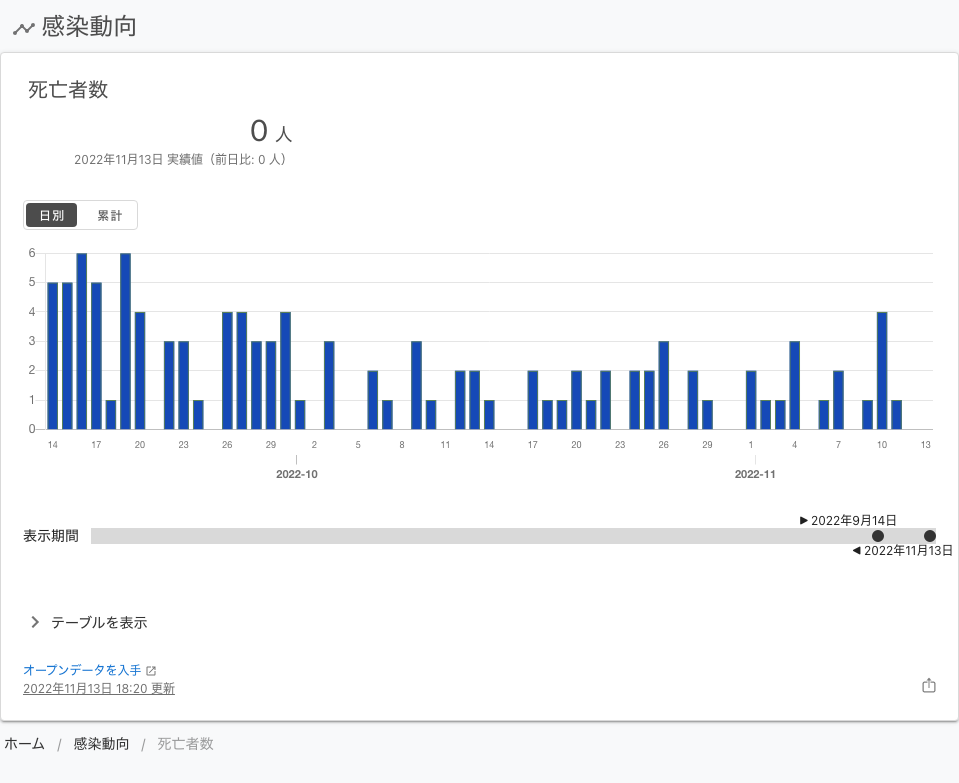 感染動向
死亡者数
0 人
2022年11月13日 実績値（前日比: 0 人）
日別 累計
6
5
4
3
2
1
0
14 17 20 23 26 29 2 5 8 11 14 17 20 23 26 29 1 4 7 10 13
2022-10 2022-11
2022年9月14日
表示期間
2022年11月13日
テーブルを表示
オープンデータを入手
2022年11月13日 18:20 更新
ホーム / 感染動向 / 死亡者数